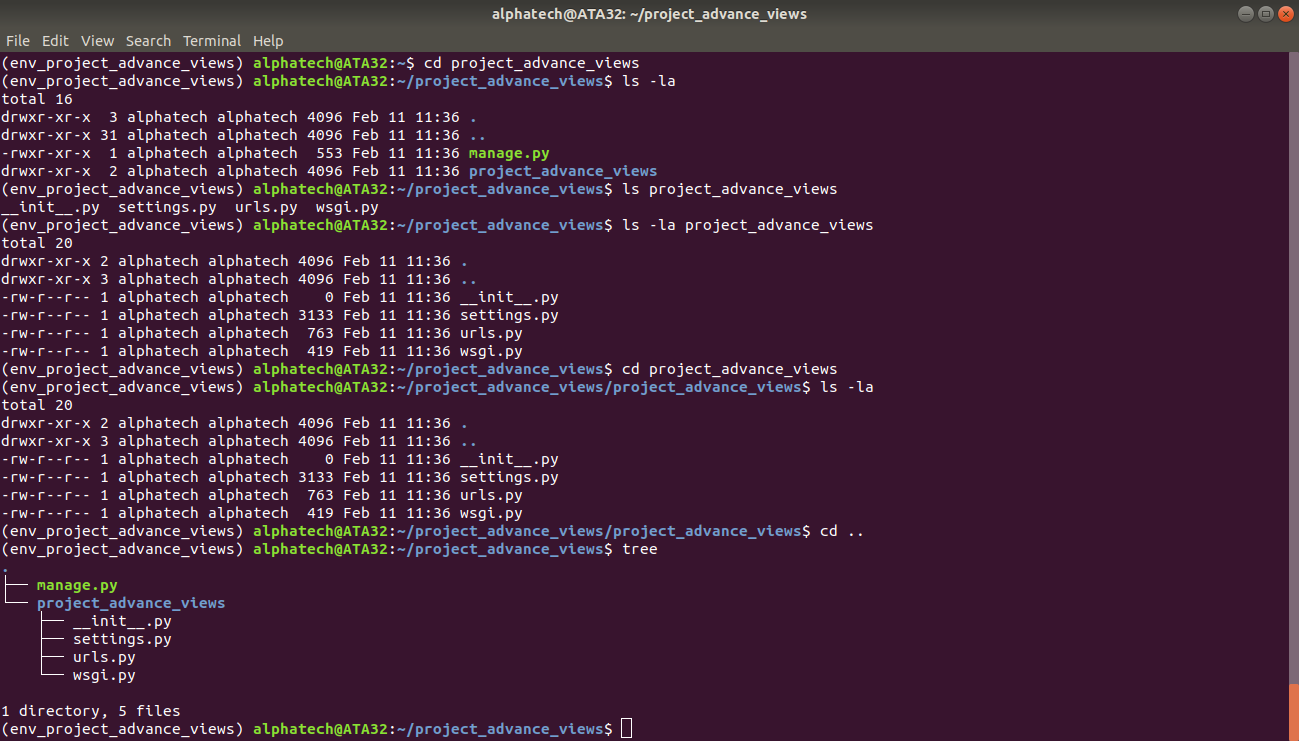 alphatech@ATA32: ~/project_advance_views
File Edit View Search Terminal Help
(env_project_advance_views) alphatech@ATA32:~$ cd project_advance_views
(env_project_advance_views) alphatech@ATA32:~/project_advance_views$ ls -la
total 16
drwxr-xr-x  3 alphatech alphatech 4096 Feb 11 11:36 .
drwxr-xr-x 31 alphatech alphatech 4096 Feb 11 11:36 ..
-rwxr-xr-x  1 alphatech alphatech  553 Feb 11 11:36 manage.py
drwxr-xr-x  2 alphatech alphatech 4096 Feb 11 11:36 project_advance_views
(env_project_advance_views) alphatech@ATA32:~/project_advance_views$ ls project_advance_views
__init__.py  settings.py  urls.py  wsgi.py
(env_project_advance_views) alphatech@ATA32:~/project_advance_views$ ls -la project_advance_views
total 20
drwxr-xr-x 2 alphatech alphatech 4096 Feb 11 11:36 .
drwxr-xr-x 3 alphatech alphatech 4096 Feb 11 11:36 ..
-rw-r--r-- 1 alphatech alphatech    0 Feb 11 11:36 __init__.py
-rw-r--r-- 1 alphatech alphatech 3133 Feb 11 11:36 settings.py
-rw-r--r-- 1 alphatech alphatech  763 Feb 11 11:36 urls.py
-rw-r--r-- 1 alphatech alphatech  419 Feb 11 11:36 wsgi.py
(env_project_advance_views) alphatech@ATA32:~/project_advance_views$ cd project_advance_views
(env_project_advance_views) alphatech@ATA32:~/project_advance_views/project_advance_views$ ls -la
total 20
drwxr-xr-x 2 alphatech alphatech 4096 Feb 11 11:36 .
drwxr-xr-x 3 alphatech alphatech 4096 Feb 11 11:36 ..
-rw-r--r-- 1 alphatech alphatech    0 Feb 11 11:36 __init__.py
-rw-r--r-- 1 alphatech alphatech 3133 Feb 11 11:36 settings.py
-rw-r--r-- 1 alphatech alphatech  763 Feb 11 11:36 urls.py
-rw-r--r-- 1 alphatech alphatech  419 Feb 11 11:36 wsgi.py
(env_project_advance_views) alphatech@ATA32:~/project_advance_views/project_advance_views$ cd ..
(env_project_advance_views) alphatech@ATA32:~/project_advance_views$ tree
.
├── manage.py
└── project_advance_views
    ├── __init__.py
    ├── settings.py
    ├── urls.py
    └── wsgi.py
1 directory, 5 files
(env_project_advance_views) alphatech@ATA32:~/project_advance_views$